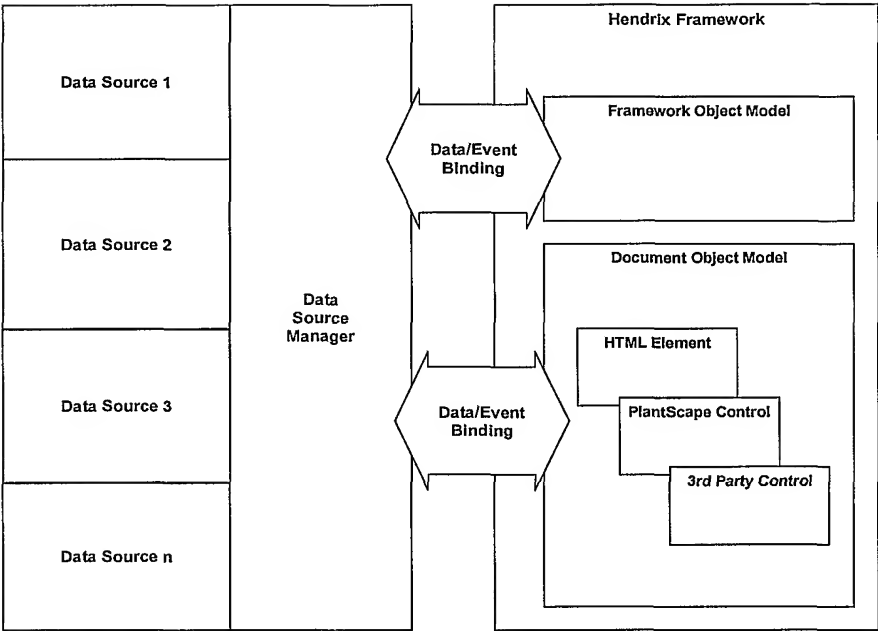 Data Source 1
Data Source 2
Data Source 3
Data Source n
Data
Source
Manager
Data/Event
Binding
Data/Event
Binding
Hendrix Framework
Framework Object Model
Document Object Model
HTML Element
PlantScape Control
3rd Party Control